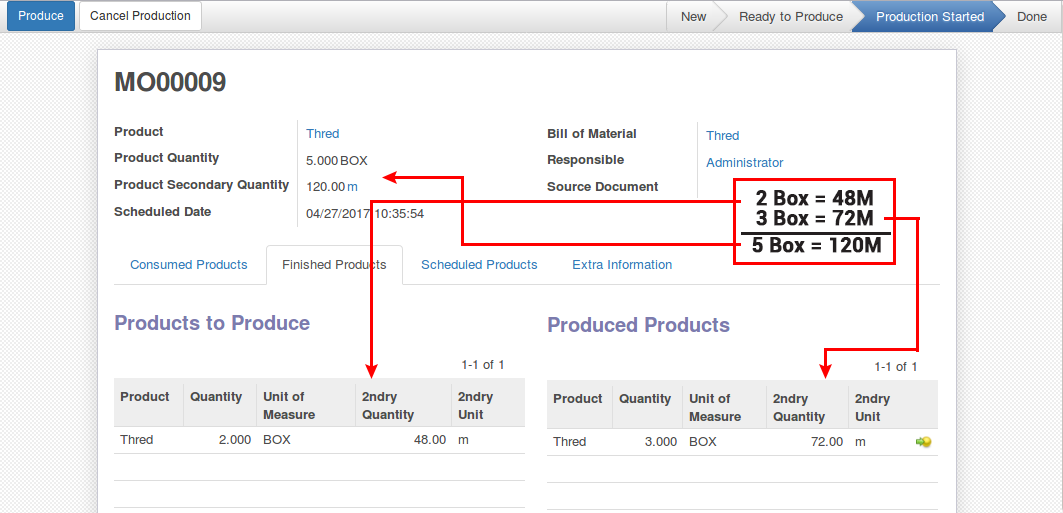 Produce Cancel Production New Ready to Produce Production Started Done
MO00009
Product Thred Bill of Material Thred
Product Quantity 5.000 BOX Responsible Administrator
Product Secondary Quantity 120.00 m Source Document
Scheduled Date 04/27/2017 10:35:54
2 Box = 48M
3 Box = 72M
5 Box = 120M
Consumed Products Finished Products Scheduled Products Extra Information
Products to Produce
1-1 of 1
Product Quantity Unit of Measure 2ndry Quantity 2ndry Unit
Thred 2.000 BOX 48.00 m
Produced Products
1-1 of 1
Product Quantity Unit of Measure 2ndry Quantity 2ndry Unit
Thred 3.000 BOX 72.00 m